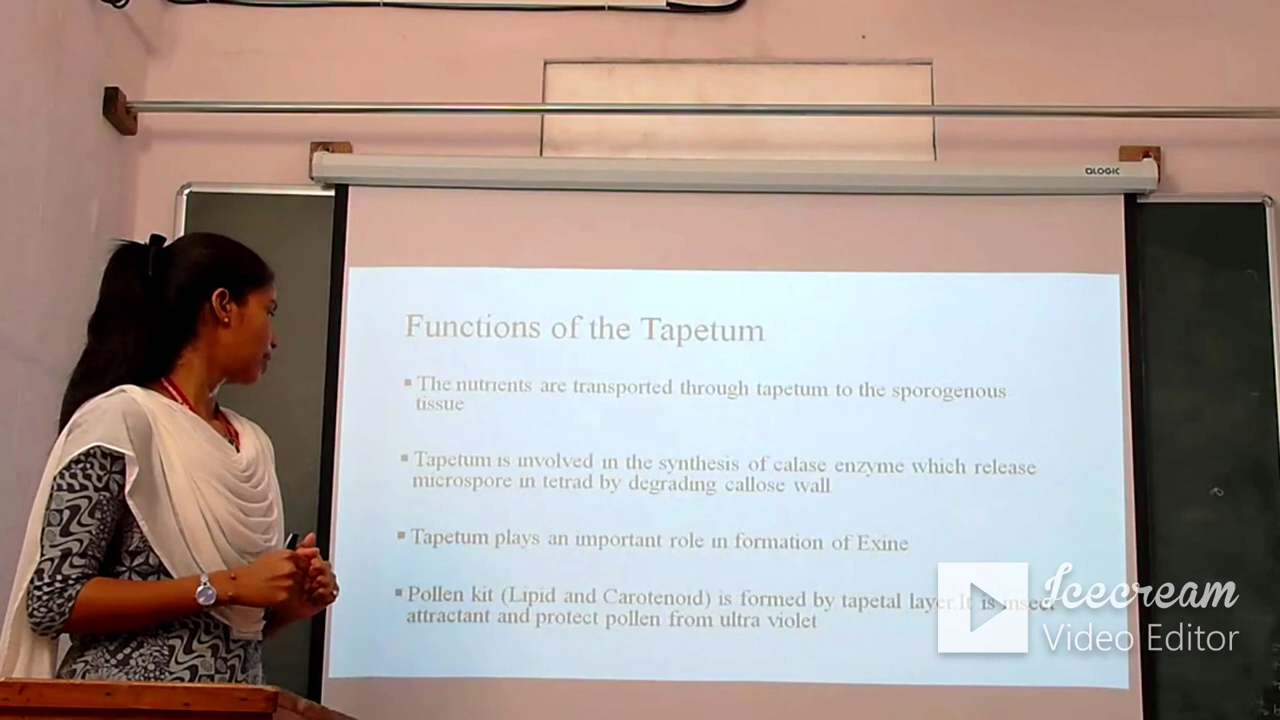 DLOGIC
Functions of the Tapetum
▪ The nutrients are transported through tapetum to the sporogenous
tissue
▪ Tapetum is involved in the synthesis of calase enzyme which release
microspore in tetrad by degrading callose wall
▪ Tapetum plays an important role in formation of Exine
▪ Pollen kit (Lipid and Carotenoid) is formed by tapetal layer.It is insect
attractant and protect pollen from ultra violet
Icecream
Video Editor